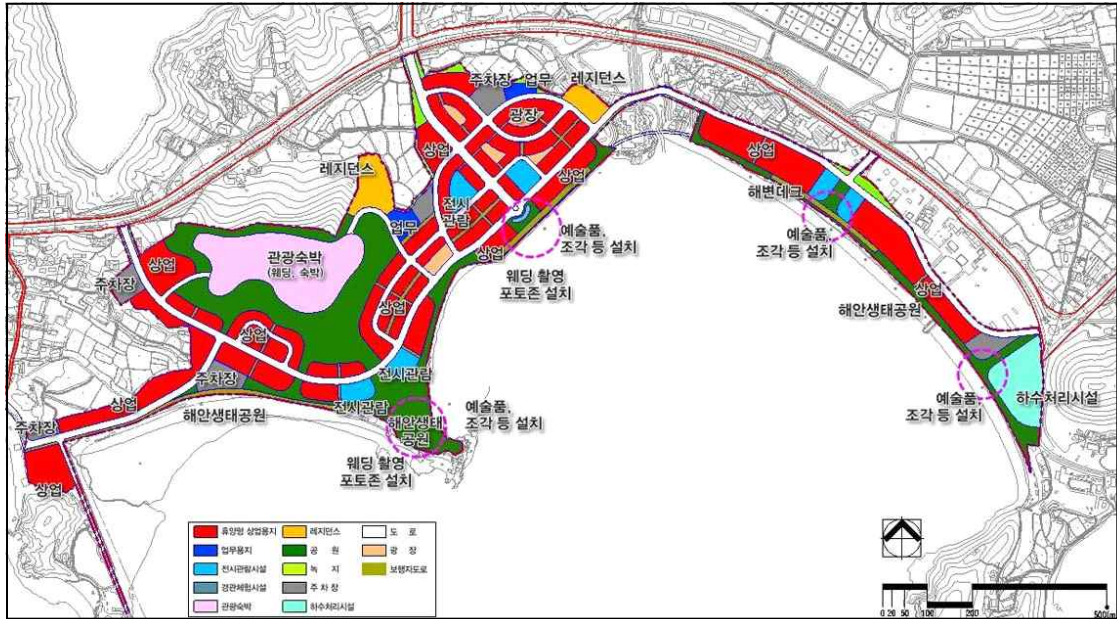 주차장
업무
레지던스
광장
상업
상업
레지던스
해변데크
전시
관람
상업
업무
예술품,
조각 등 설치
예술품,
조각 등 설치
관광숙박
(웨딩, 숙박)
상업
상업
웨딩 촬영
포토존 설치
주차장
상업
해안생태공원
상업
상업
주차장
전시관람
상업
해안생태공원
전시관람
해안생태
공원
예술품,
조각 등 설치
예술품,
조각 등 설치
하수처리시설
주차장
웨딩 촬영
포토존 설치
상업
휴양형 상업용지
레지던스
도 로
업무용지
공 원
광 장
전시관람시설
녹 지
보행자도로
경관체험시설
주 차 장
관광숙박
하수처리시설
0 20 50 100 200 500m